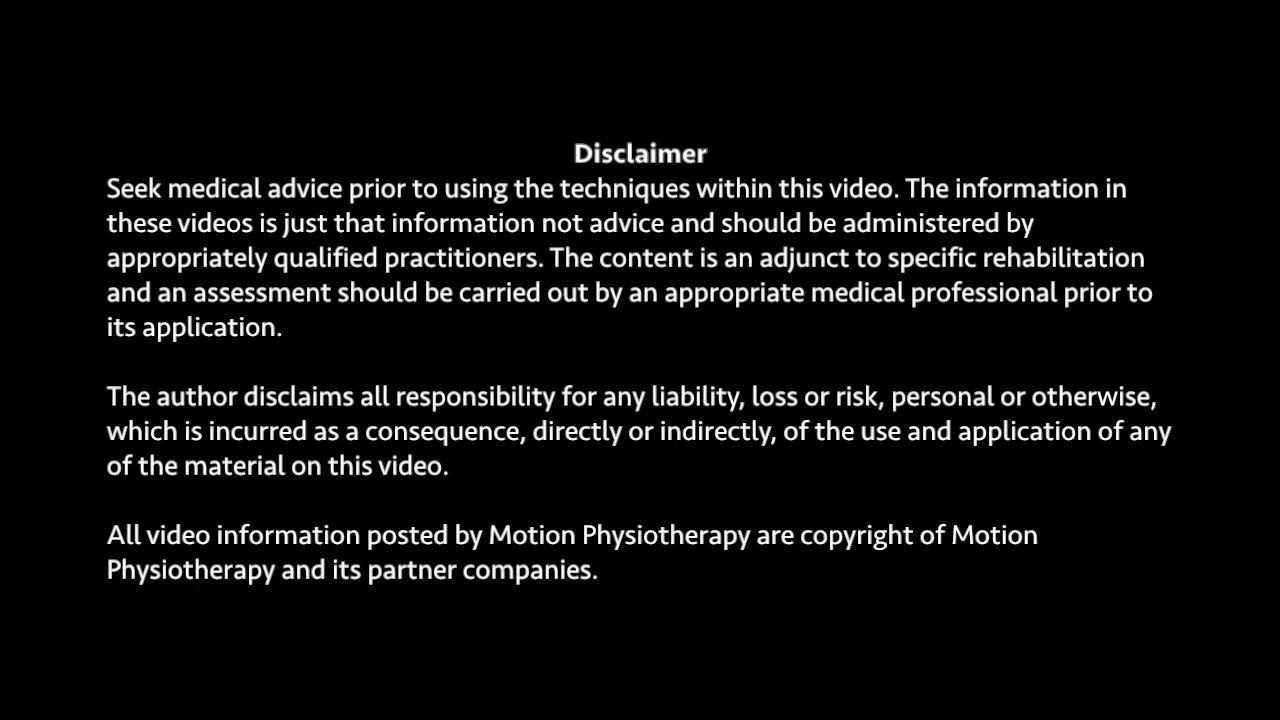 Disclaimer
Seek medical advice prior to using the techniques within this video. The information in
these videos is just that information not advice and should be administered by
appropriately qualified practitioners. The content is an adjunct to specific rehabilitation
and an assessment should be carried out by an appropriate medical professional prior to
its application.
The author disclaims all responsibility for any liability, loss or risk, personal or otherwise,
which is incurred as a consequence, directly or indirectly, of the use and application of any
of the material on this video.
All video information posted by Motion Physiotherapy are copyright of Motion
Physiotherapy and its partner companies.